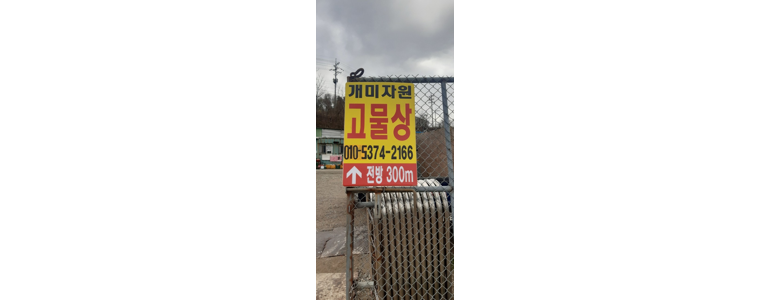 개미자원
고물상
010-5374-2166
↑ 전방 300m